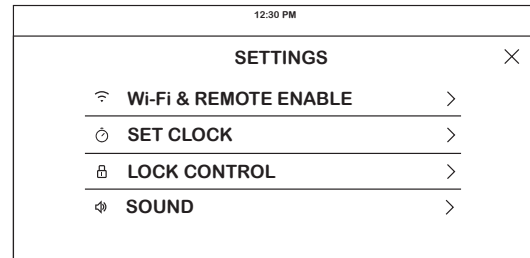 12:30 PM
SETTINGS
Wi-Fi & REMOTE ENABLE
SET CLOCK
LOCK CONTROL
SOUND